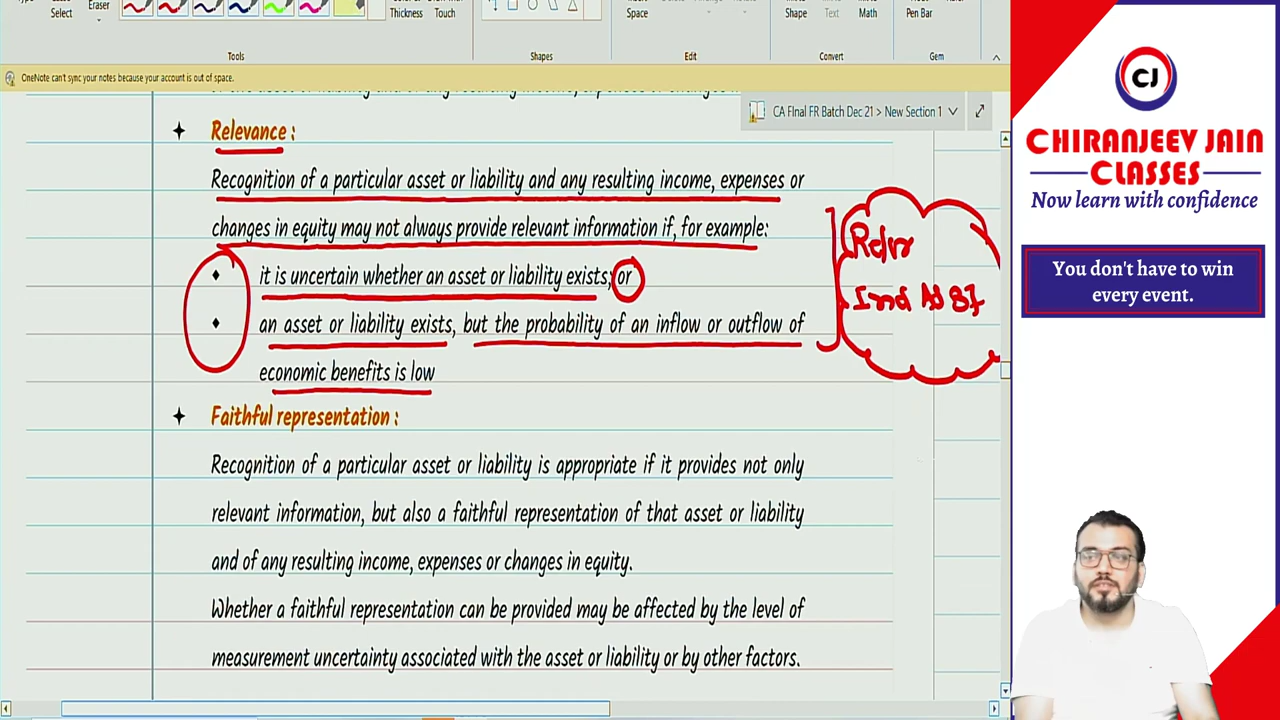 Select
Eraser
Thickness
Touch
Space
Shape
Text
Math
Pen Bar
Tools
Shapes
Edit
Convert
Gem
OneNote can't sync your notes because your account is out of space.
CA FInal FR Batch Dec 21 > New Section 1
Relevance :
Recognition of a particular asset or liability and any resulting income, expenses or
changes in equity may not always provide relevant information if, for example:
it is uncertain whether an asset or liability exists; or
an asset or liability exists, but the probability of an inflow or outflow of
economic benefits is low
Refer
Ind AS 37
Faithful representation :
Recognition of a particular asset or liability is appropriate if it provides not only
relevant information, but also a faithful representation of that asset or liability
and of any resulting income, expenses or changes in equity.
Whether a faithful representation can be provided may be affected by the level of
measurement uncertainty associated with the asset or liability or by other factors.
CJ
CHIRANJEEV JAIN
CLASSES
Now learn with confidence
You don't have to win
every event.